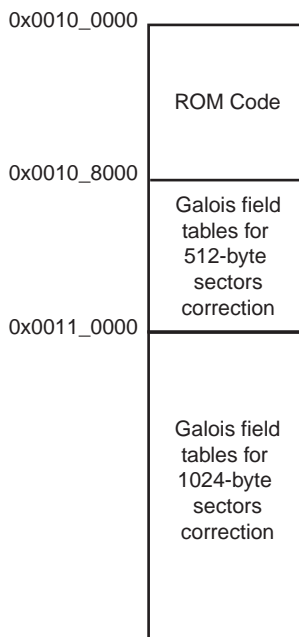 0x0010_0000
ROM Code
0x0010_8000
Galois field
tables for
512-byte
sectors
correction
0x0011_0000
Galois field
tables for
1024-byte
sectors
correction